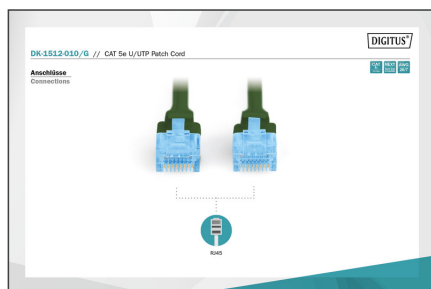 DIGITUS®
DK-1512-010/G // CAT 5e U/UTP Patch Cord
Anschlüsse
Connections
RJ45